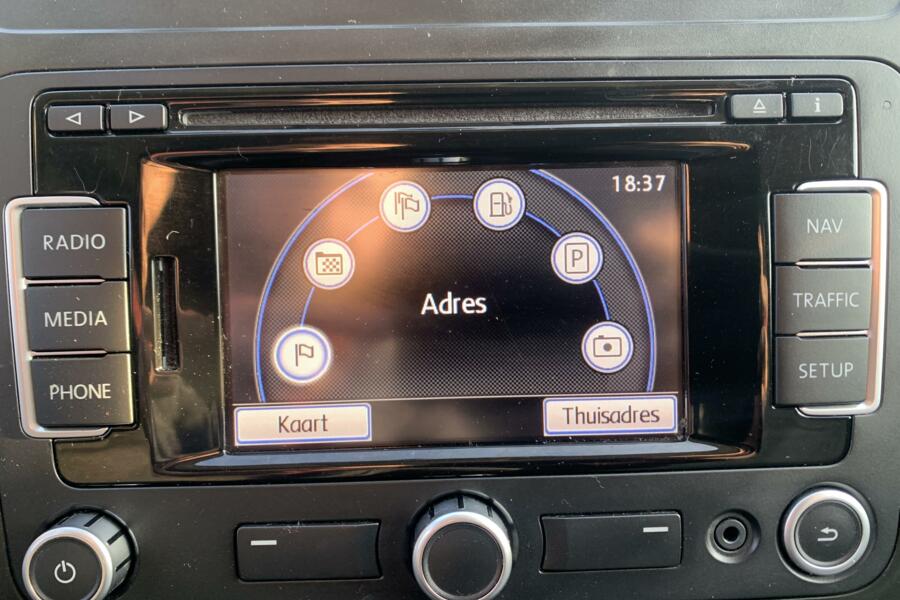 i
18:37
RADIO
NAV
P
Adres
MEDIA
TRAFFIC
PHONE
SETUP
Kaart
Thuisadres